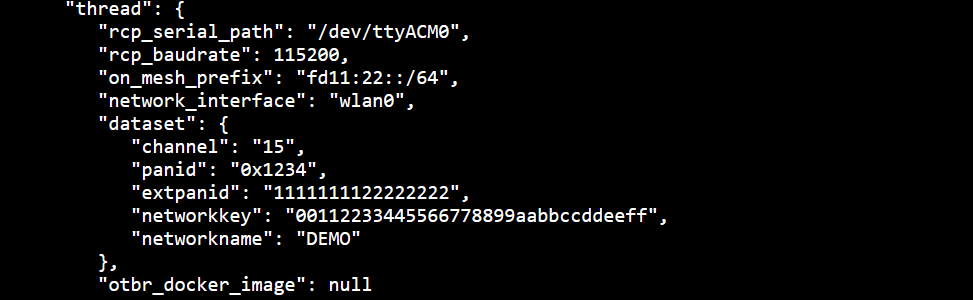 "thread": {
"rcp_serial_path": "/dev/ttyACM0",
"rcp_baudrate": 115200,
"on_mesh_prefix": "fd11:22::/64",
"network_interface": "wlan0",
"dataset": {
"channel": "15",
"panid": "0x1234",
"extpanid": "1111111122222222",
"networkkey": "00112233445566778899aabbccddeeff",
"networkname": "DEMO"
},
"otbr_docker_image": null